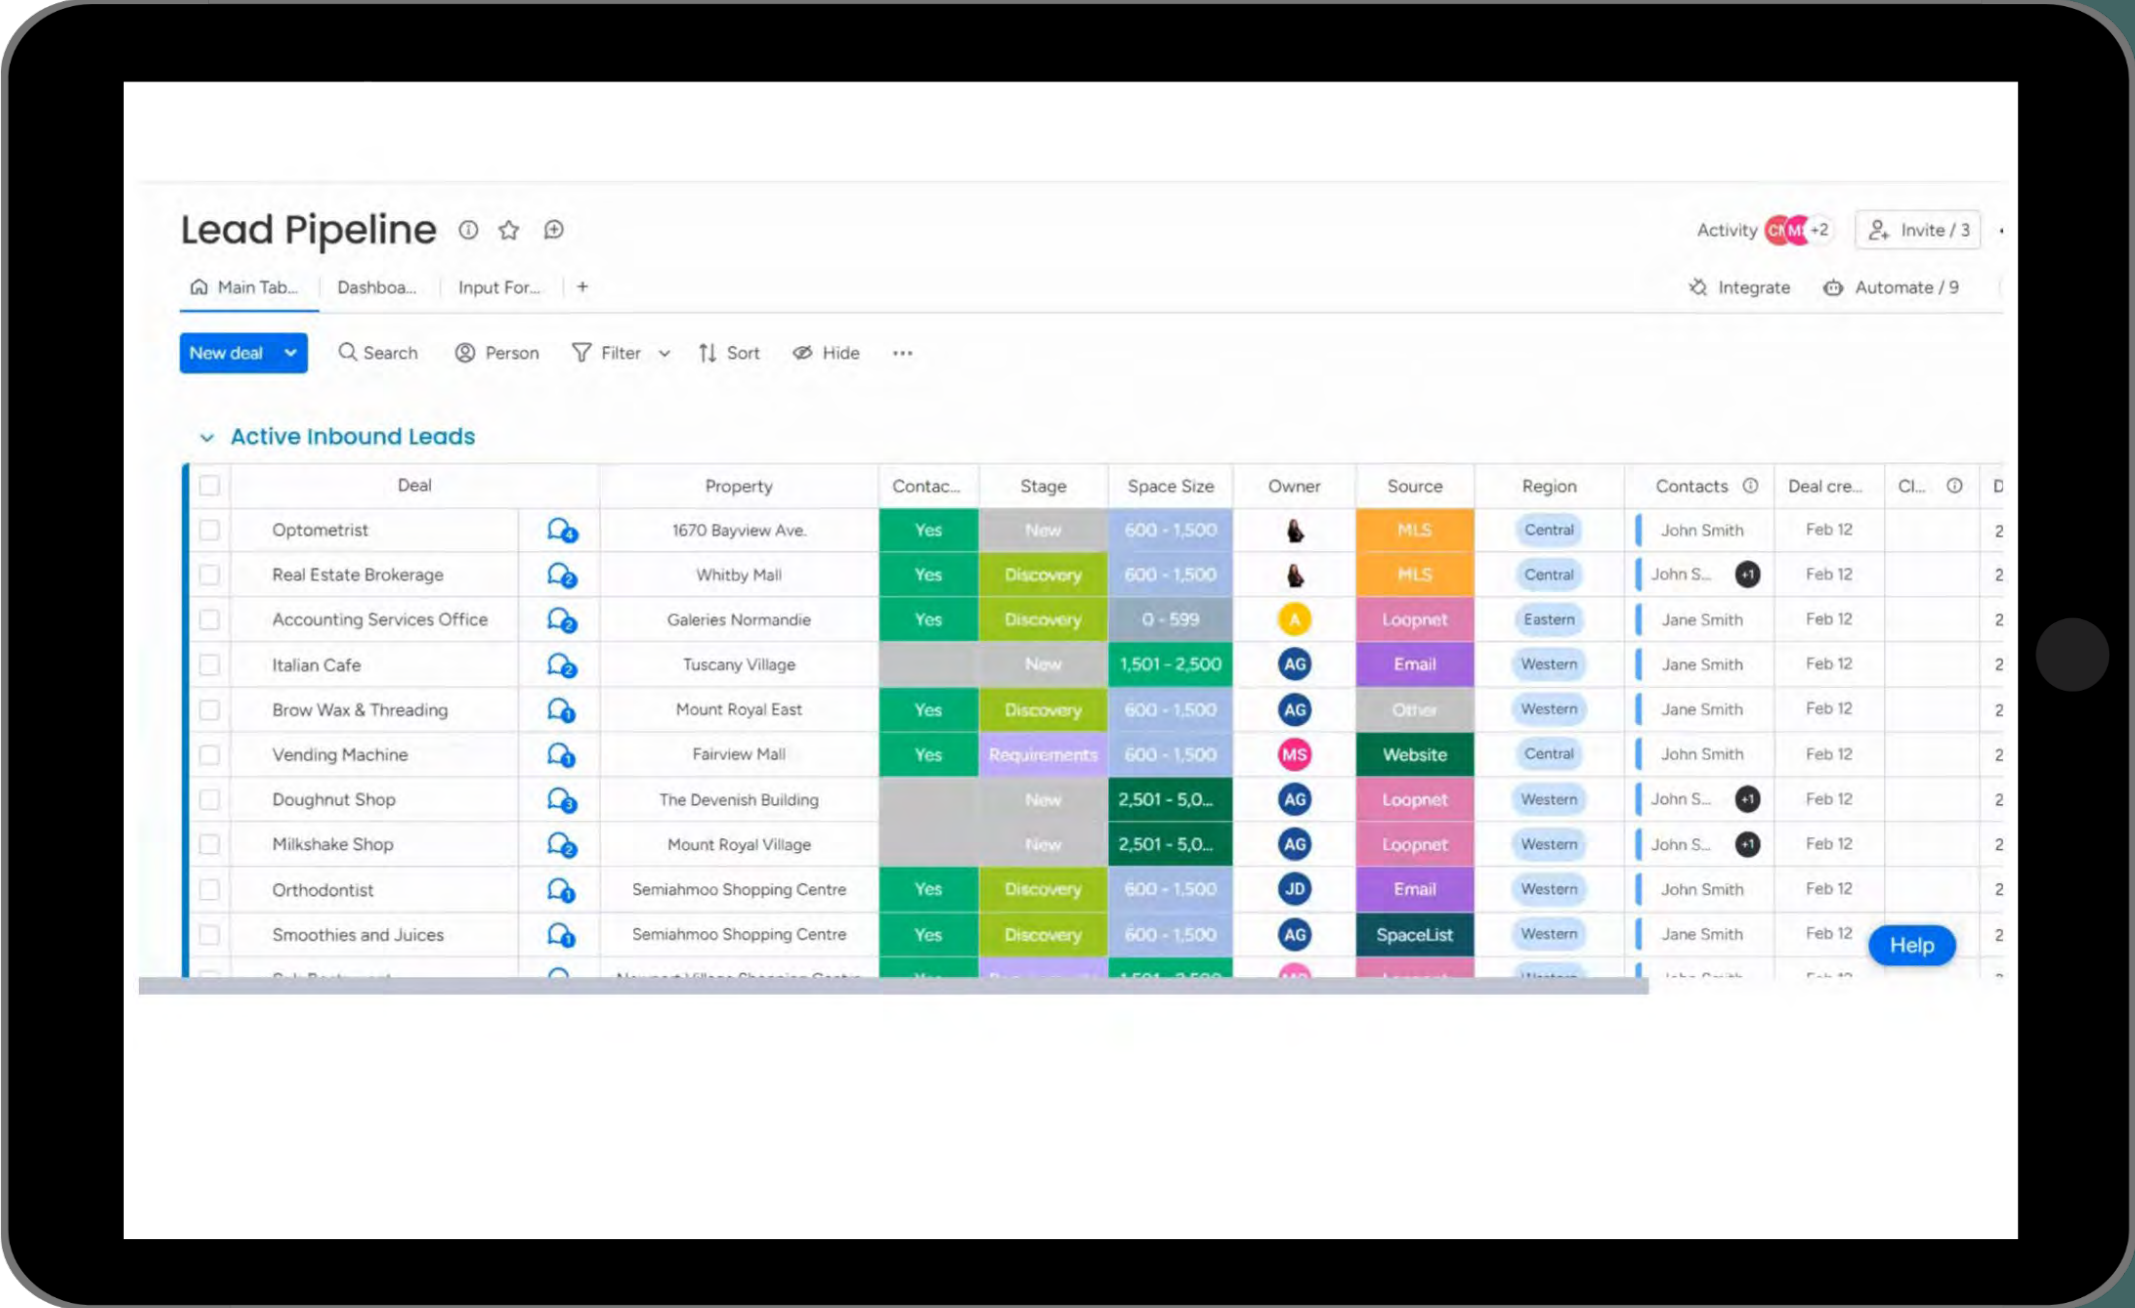 Lead Pipeline
Activity +2 Invite / 3
Main Tab... Dashboa... Input For... +
Integrate Automate / 9
New deal Search Person Filter Sort Hide ...
Active Inbound Leads
Deal Property Contac... Stage Space Size Owner Source Region Contacts Deal cre... Cl... D
Optometrist 4 1670 Bayview Ave. Yes New 600 - 1,500 MLS Central John Smith Feb 12 2
Real Estate Brokerage 2 Whitby Mall Yes Discovery 600 - 1,500 MLS Central John S... +1 Feb 12 2
Accounting Services Office 2 Galeries Normandie Yes Discovery 0 - 599 A Loopnet Eastern Jane Smith Feb 12 2
Italian Cafe 2 Tuscany Village New 1,501 - 2,500 AG Email Western Jane Smith Feb 12 2
Brow Wax & Threading 1 Mount Royal East Yes Discovery 600 - 1,500 AG Other Western Jane Smith Feb 12 2
Vending Machine 1 Fairview Mall Yes Requirements 600 - 1,500 MS Website Central John Smith Feb 12 2
Doughnut Shop 3 The Devenish Building New 2,501 - 5,0... AG Loopnet Western John S... +1 Feb 12 2
Milkshake Shop 2 Mount Royal Village New 2,501 - 5,0... AG Loopnet Western John S... +1 Feb 12 2
Orthodontist 1 Semiahmoo Shopping Centre Yes Discovery 600 - 1,500 JD Email Western John Smith Feb 12 2
Smoothies and Juices 1 Semiahmoo Shopping Centre Yes Discovery 600 - 1,500 AG SpaceList Western Jane Smith Feb 12 2
Help